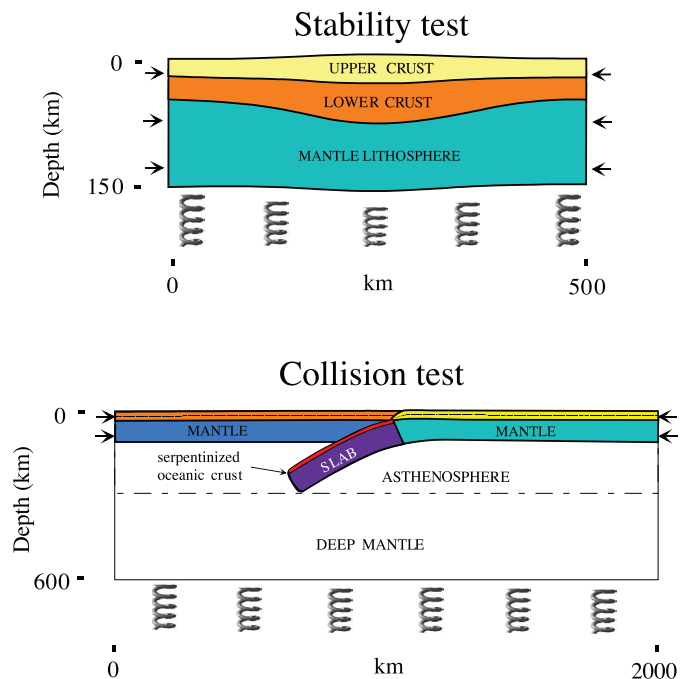 Stability test
0
UPPER CRUST
LOWER CRUST
MANTLE LITHOSPHERE
Depth (km)
150
0
km
500
Collision test
0
MANTLE
MANTLE
SLAB
serpentinized
oceanic crust
ASTHENOSPHERE
Depth (km)
DEEP MANTLE
600
0
km
2000